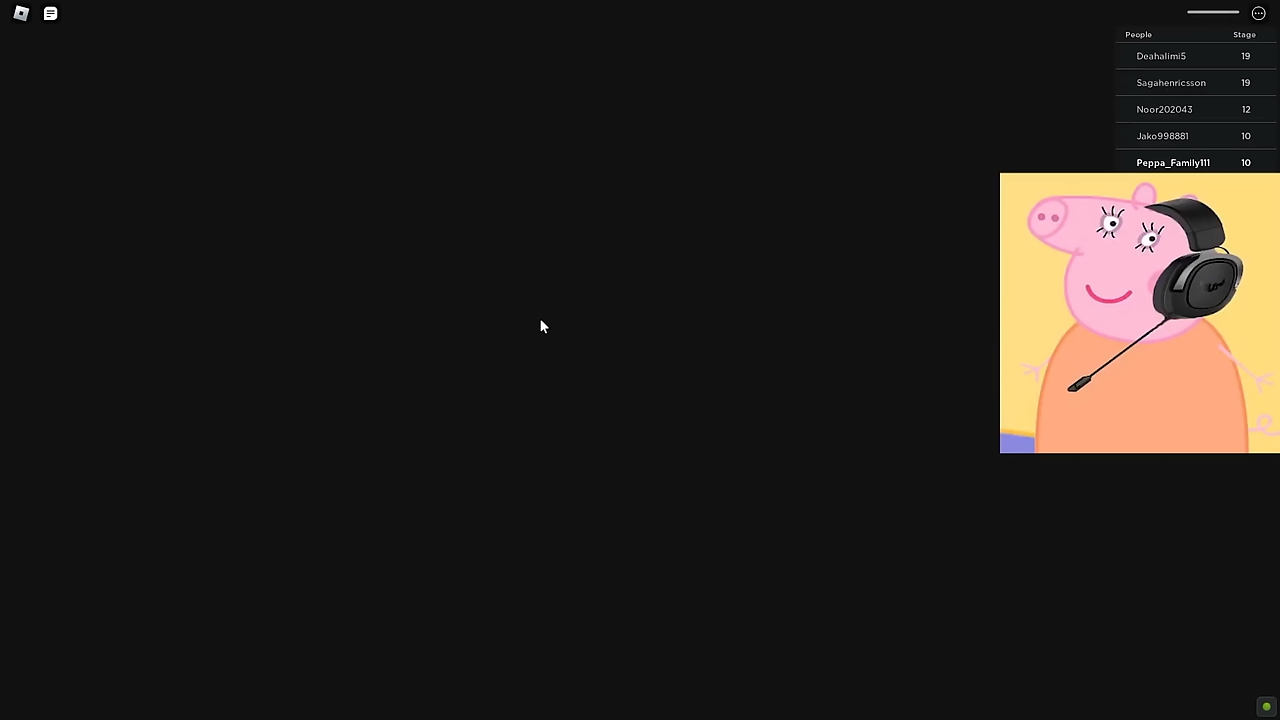 People Stage
Deahalimi5 19
Sagahenricsson 19
Noor202043 12
Jako998881 10
Peppa_Family111 10